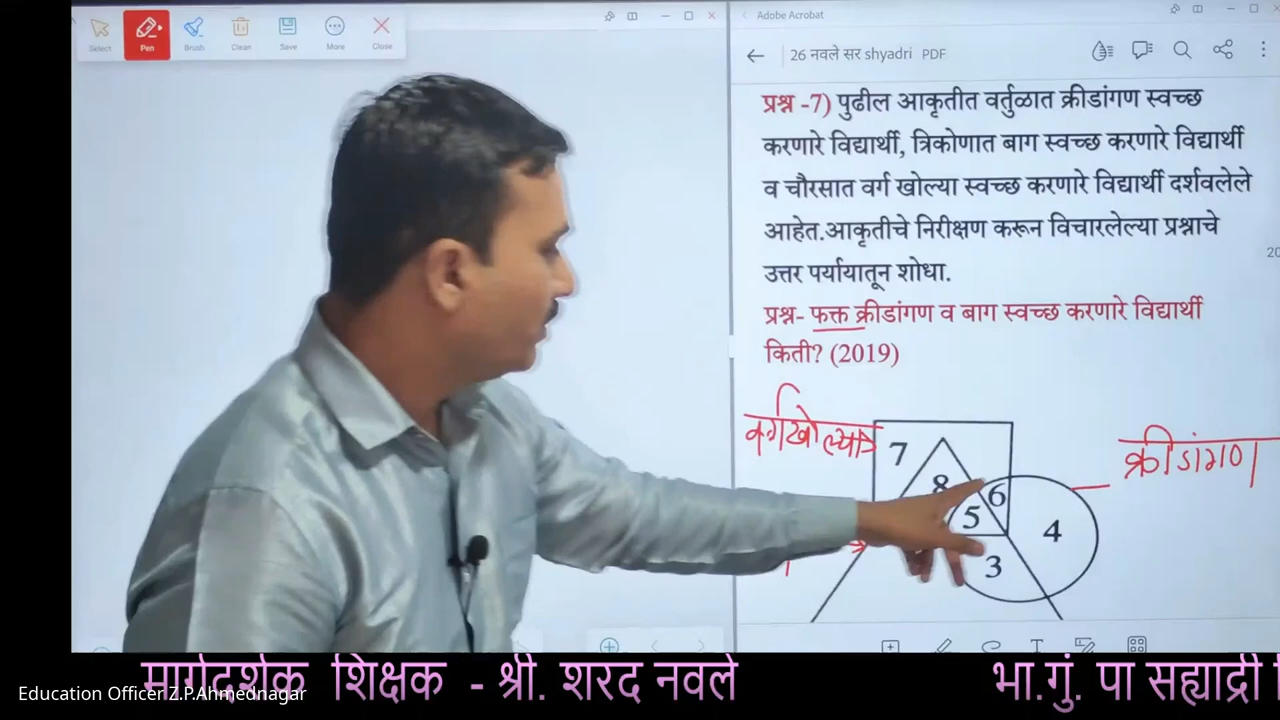 Select Pen Brush Clean Save More Close
Adobe Acrobat
26 नवले सर shyadri PDF
प्रश्न -7) पुढील आकृतीत वर्तुळात क्रीडांगण स्वच्छ
करणारे विद्यार्थी, त्रिकोणात बाग स्वच्छ करणारे विद्यार्थी
व चौरसात वर्ग खोल्या स्वच्छ करणारे विद्यार्थी दर्शवलेले
आहेत.आकृतीचे निरीक्षण करून विचारलेल्या प्रश्नाचे
उत्तर पर्यायातून शोधा.
20
प्रश्न- फक्त क्रीडांगण व बाग स्वच्छ करणारे विद्यार्थी
किती? (2019)
वर्गखोल्या
क्रीडांगण
7
8
6
5
4
3
मार्गदर्शक शिक्षक - श्री. शरद नवले
भा.गुं. पा सह्याद्री
Education Officer Z.P.Ahmednagar